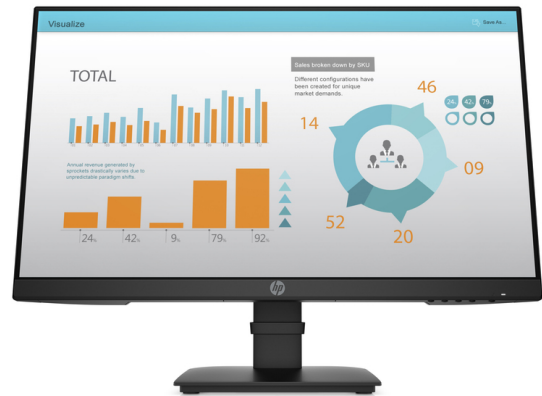 Visualize
Save As...
TOTAL
Sales broken down by SKU
Different configurations have
been created for unique
market demands.
46
24%
42%
79%
14
09
Annual revenue generated by
sprockets drastically varies due to
unpredictable paradigm shifts.
52
20
24%
42%
9%
79%
92%
hp